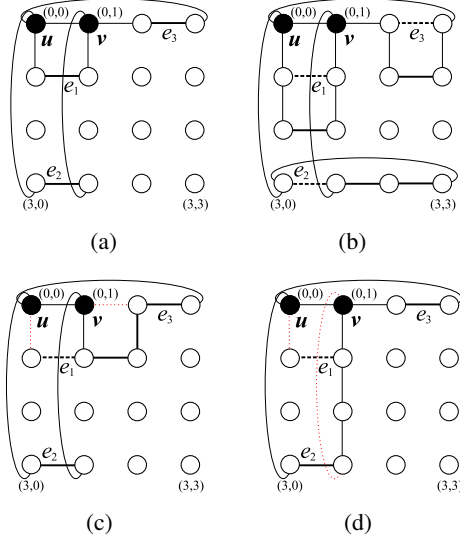 (0,0) (0,1)
u v e3
e1
e2
(3,0) (3,3)
(a)
(0,0) (0,1)
u v e3
e1
e2
(3,0) (3,3)
(b)
(0,0) (0,1)
u v e3
e1
e2
(3,0) (3,3)
(c)
(0,0) (0,1)
u v e3
e1
e2
(3,0) (3,3)
(d)